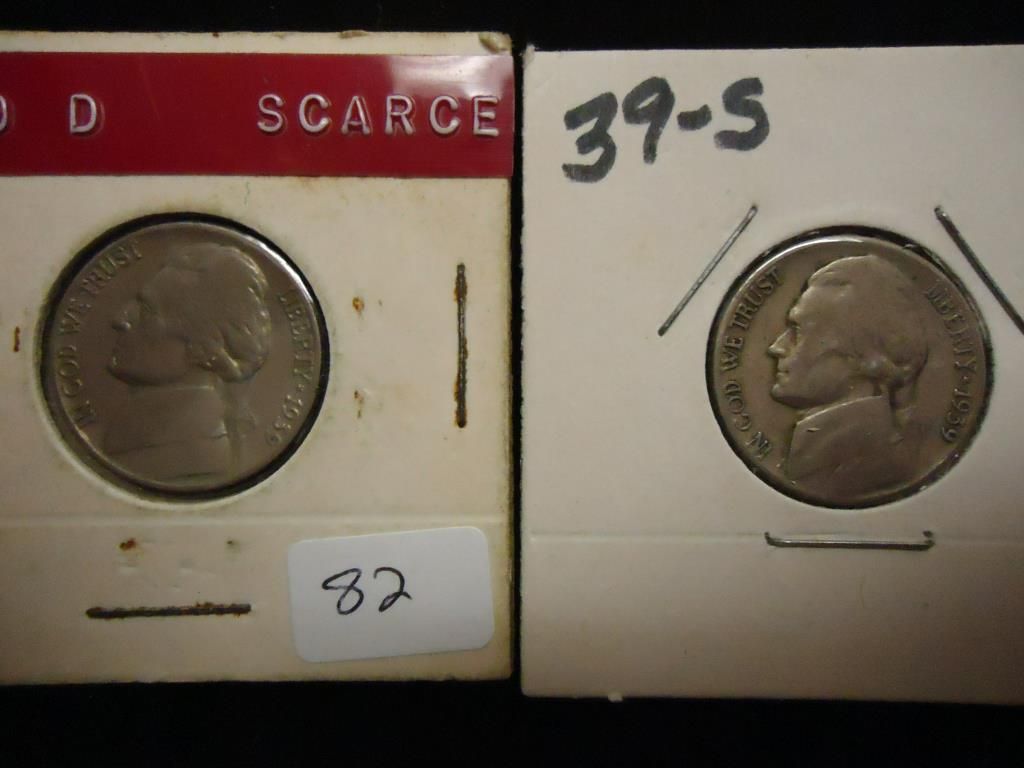 D SCARCE
IN GOD WE TRUST
LIBERTY · 1939
82
39-S
IN GOD WE TRUST
LIBERTY · 1939